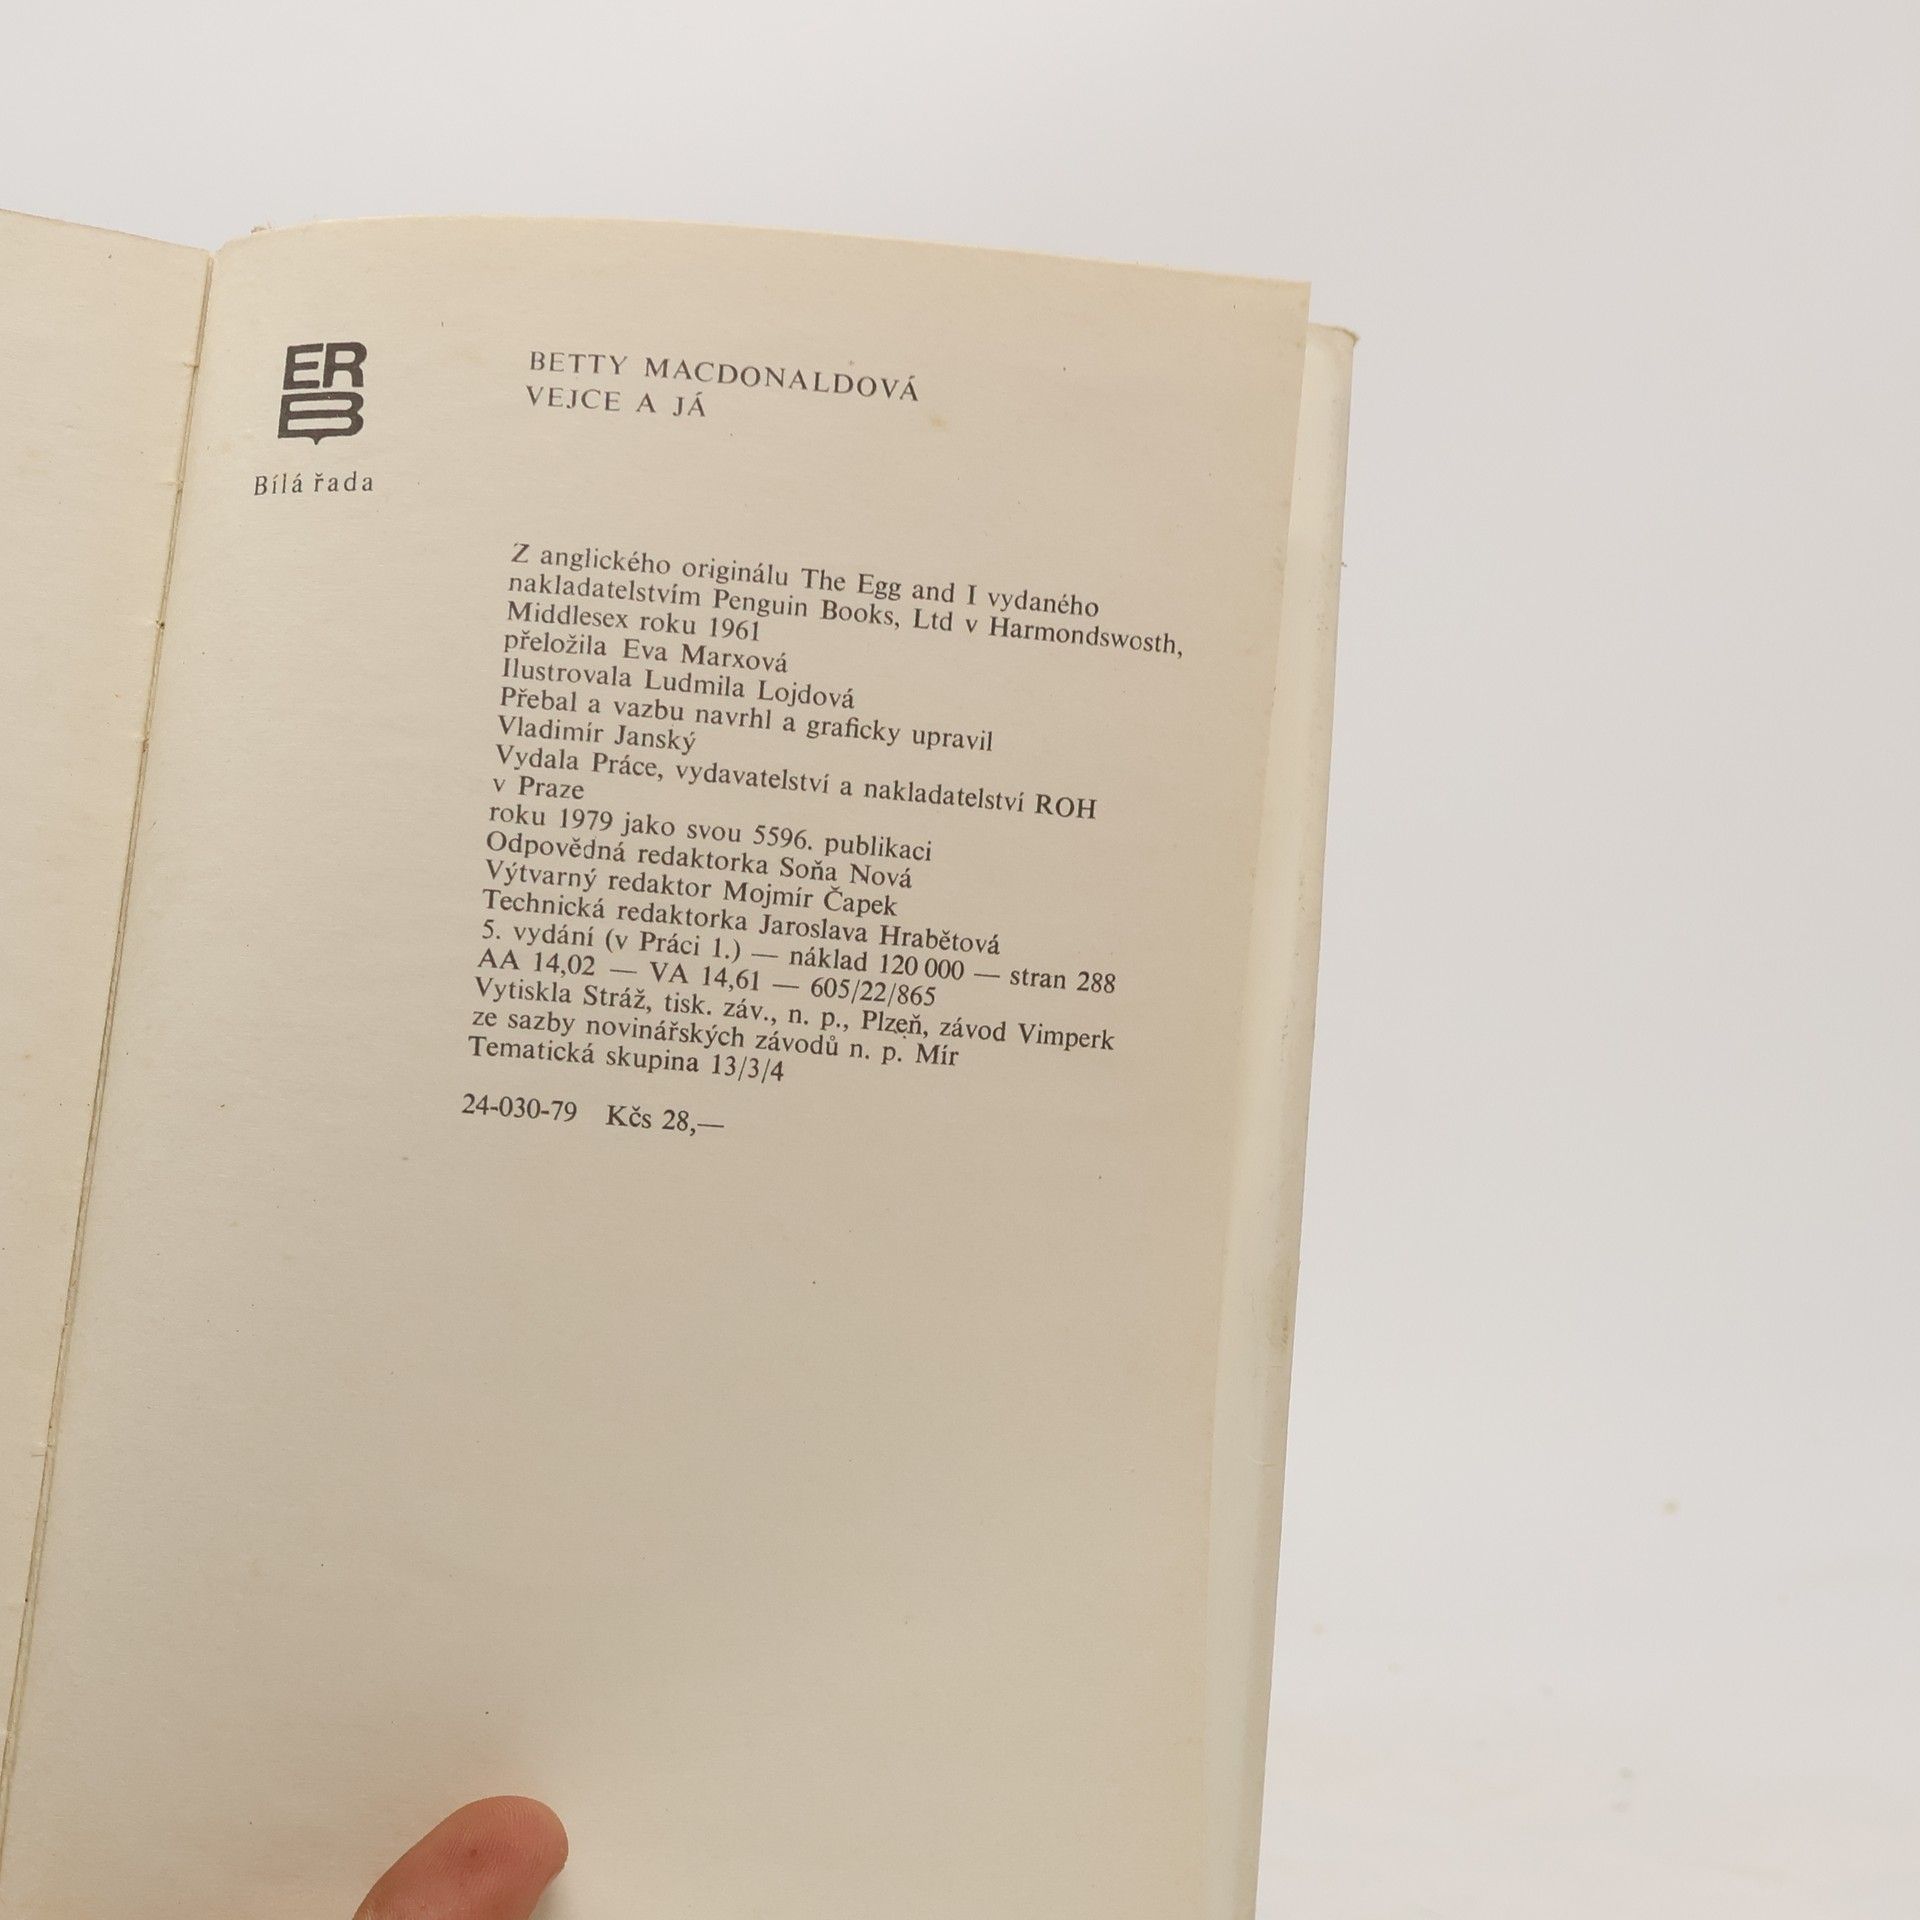 ER
B
Bílá řada
BETTY MACDONALDOVÁ
VEJCE A JÁ
Z anglického originálu The Egg and I vydaného
nakladatelstvím Penguin Books, Ltd v Harmondswosth,
Middlesex roku 1961
přeložila Eva Marxová
Ilustrovala Ludmila Lojdová
Přebal a vazbu navrhl a graficky upravil
Vladimír Janský
Vydala Práce, vydavatelství a nakladatelství ROH
v Praze
roku 1979 jako svou 5596. publikaci
Odpovědná redaktorka Soňa Nová
Výtvarný redaktor Mojmír Čapek
Technická redaktorka Jaroslava Hrabětová
5. vydání (v Práci 1.) — náklad 120 000 — stran 288
AA 14,02 — VA 14,61 — 605/22/865
Vytiskla Stráž, tisk. záv., n. p., Plzeň, závod Vimperk
ze sazby novinářských závodů n. p. Mír
Tematická skupina 13/3/4
24-030-79 Kčs 28,—